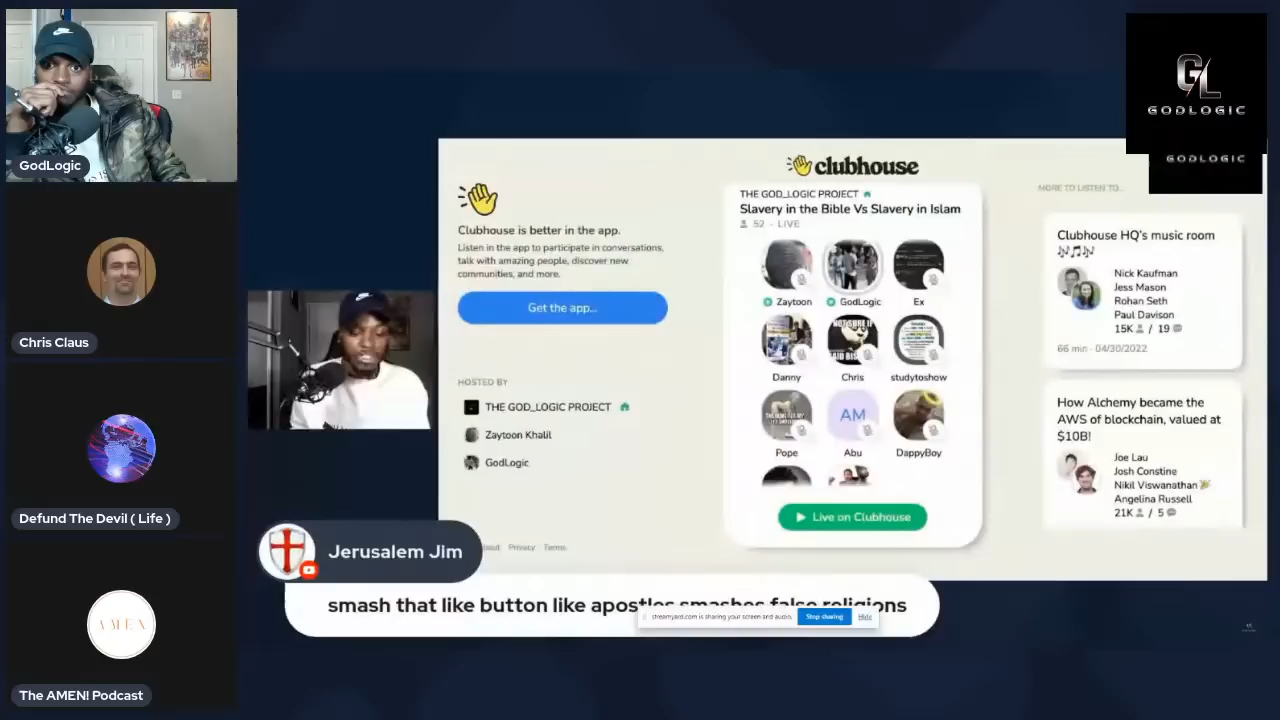 GodLogic
Chris Claus
Defund The Devil ( Life )
The AMEN! Podcast
AMEN
GL
GODLOGIC
GODLOGIC
clubhouse
Clubhouse is better in the app.
Listen in the app to participate in conversations,
talk with amazing people, discover new
communities, and more.
Get the app...
HOSTED BY
THE GOD_LOGIC PROJECT
Zaytoon Khalil
GodLogic
Privacy Terms
THE GOD_LOGIC PROJECT
Slavery in the Bible Vs Slavery in Islam
52 - LIVE
Zaytoon GodLogic Ex
NOT SURE IF
Danny Chris studytoshow
AM
Pope Abu DappyBoy
Live on Clubhouse
MORE TO LISTEN TO...
Clubhouse HQ's music room
🎶🎵🎶
Nick Kaufman
Jess Mason
Rohan Seth
Paul Davison
15K / 19
66 min - 04/30/2022
How Alchemy became the
AWS of blockchain, valued at
$10B!
Joe Lau
Josh Constine
Nikil Viswanathan
Angelina Russell
21K / 5
Jerusalem Jim
smash that like button like apostles smashes false religions
streamyard.com is sharing your screen and audio. Stop sharing Hide